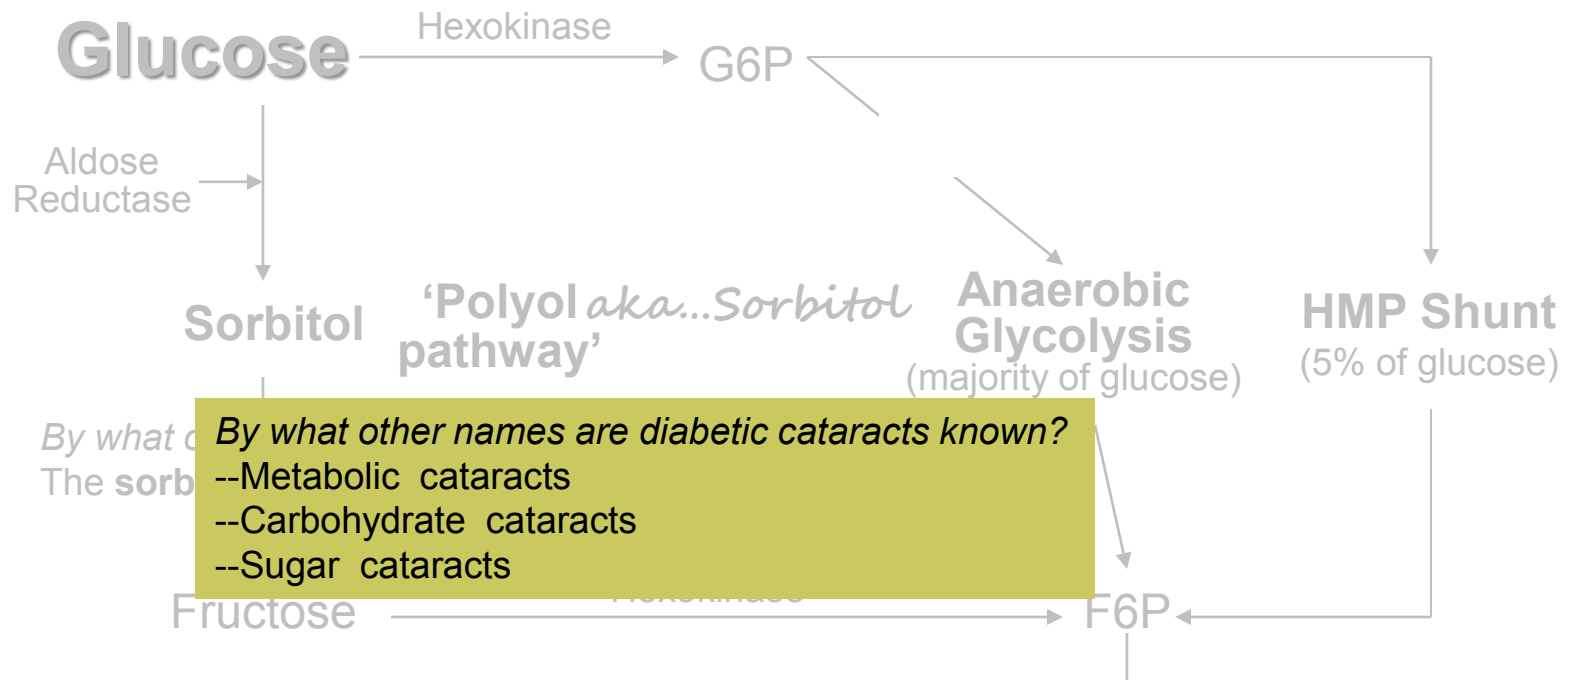 Glucose
Hexokinase
G6P
Aldose
Reductase
Sorbitol
‘Polyol aka...Sorbitol
pathway’
Anaerobic
Glycolysis
(majority of glucose)
HMP Shunt
(5% of glucose)
By what
The sorb
By what other names are diabetic cataracts known?
--Metabolic cataracts
--Carbohydrate cataracts
--Sugar cataracts
Fructose
F6P